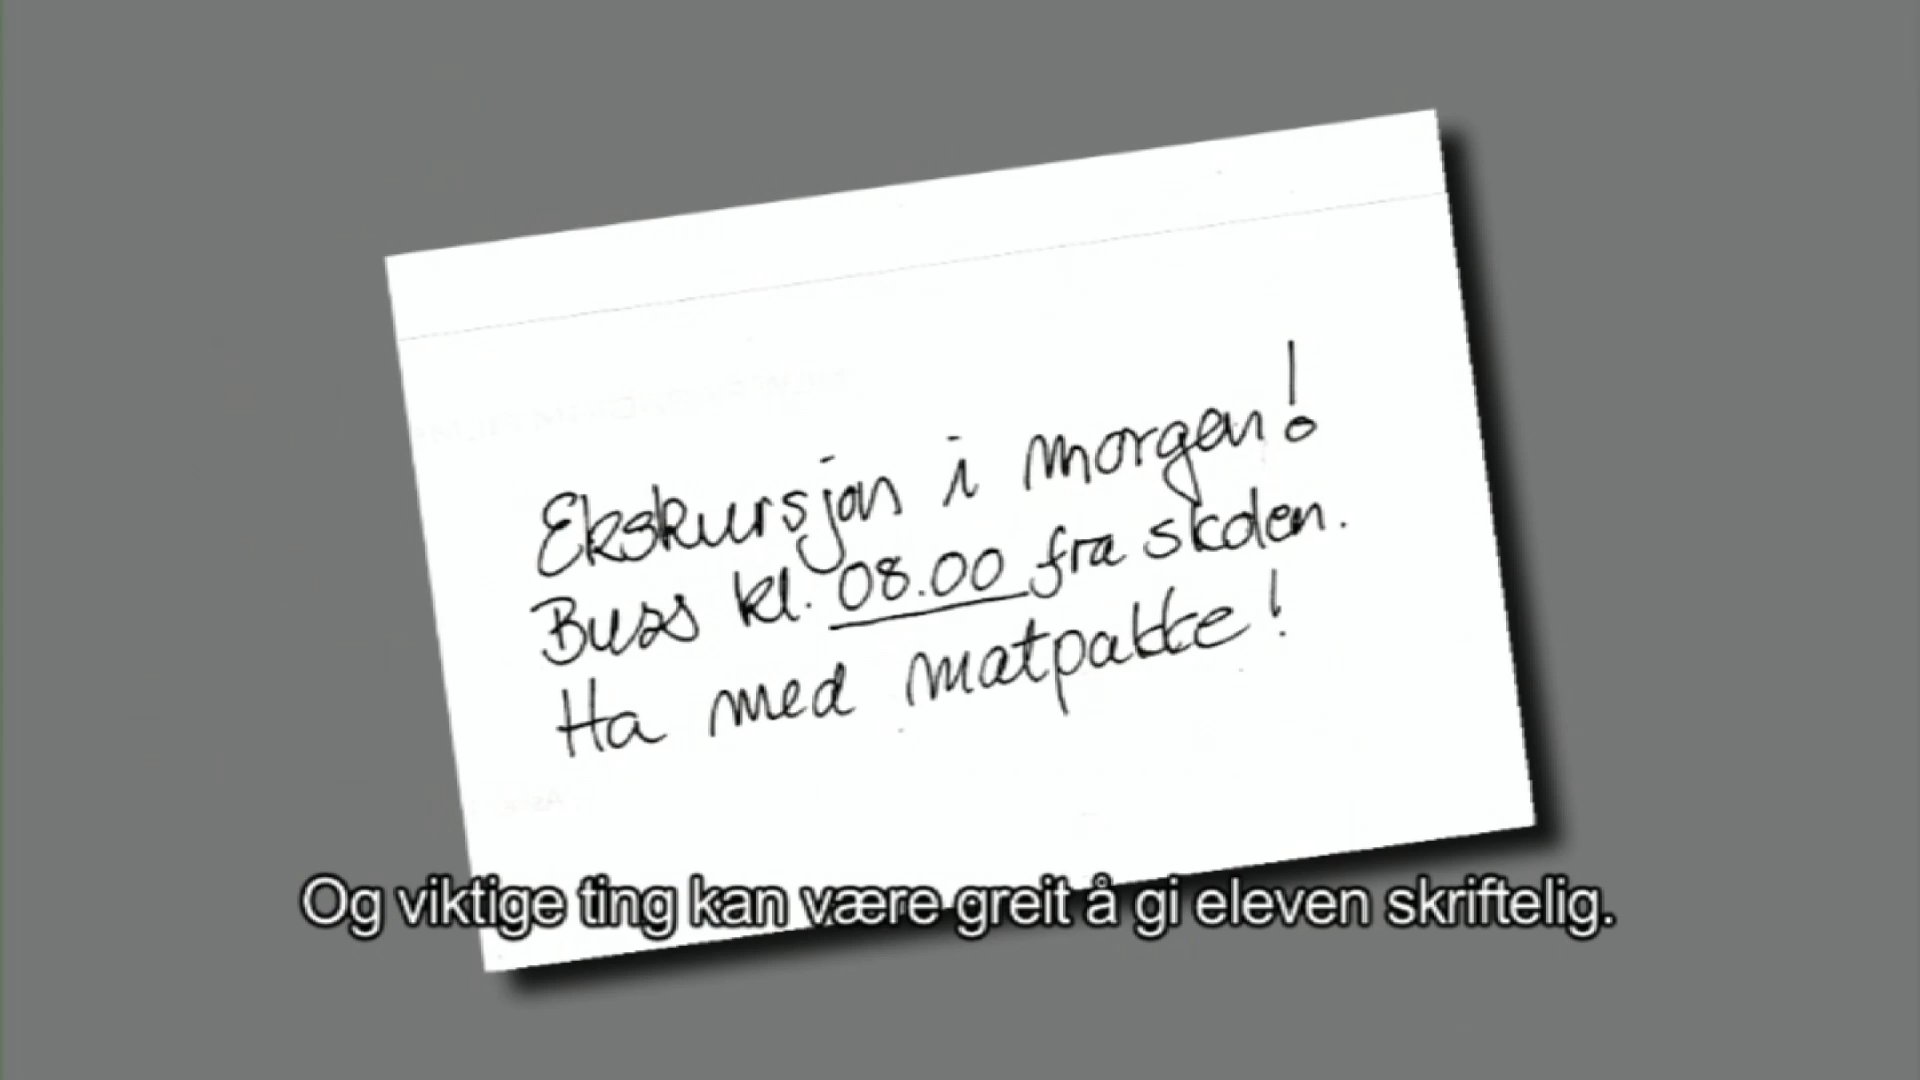 Ekskursjon i morgen!
Buss kl. 08.00 fra skolen.
Ha med matpakke!
Og viktige ting kan være greit å gi eleven skriftelig.